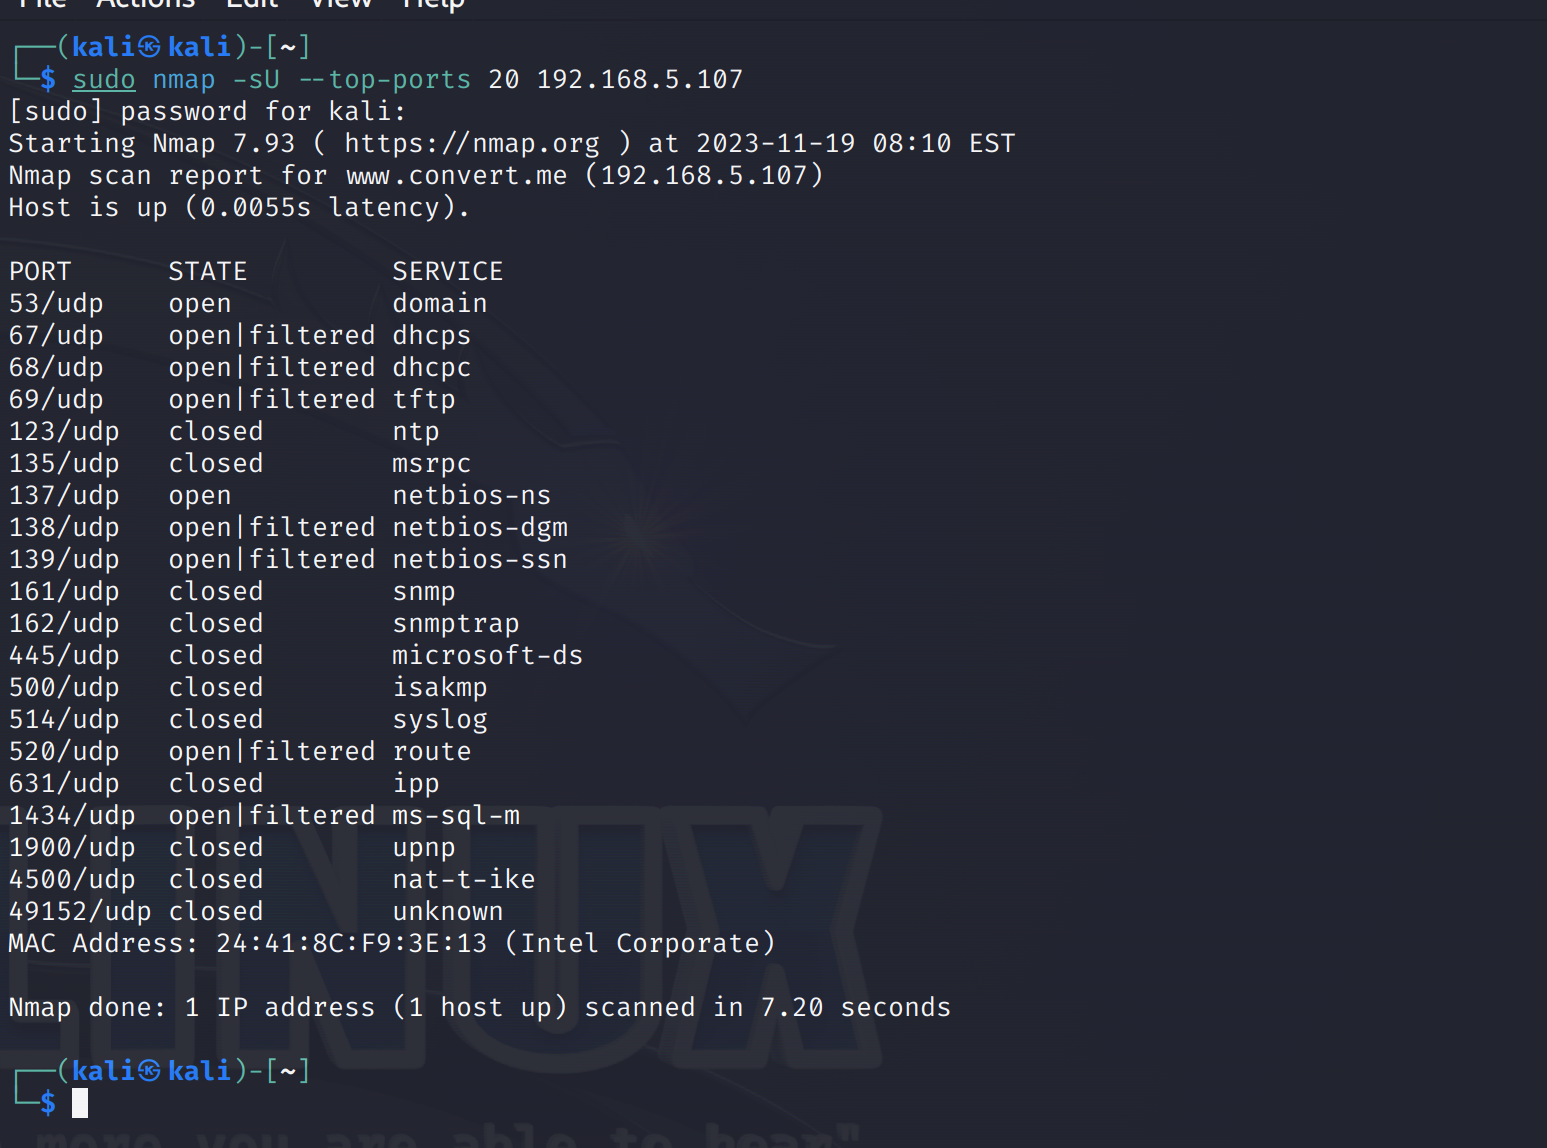 File Actions Edit View Help
┌──(kali㉿kali)-[~]
└─$ sudo nmap -sU --top-ports 20 192.168.5.107
[sudo] password for kali:
Starting Nmap 7.93 ( https://nmap.org ) at 2023-11-19 08:10 EST
Nmap scan report for www.convert.me (192.168.5.107)
Host is up (0.0055s latency).

PORT      STATE         SERVICE
53/udp    open          domain
67/udp    open|filtered dhcps
68/udp    open|filtered dhcpc
69/udp    open|filtered tftp
123/udp   closed        ntp
135/udp   closed        msrpc
137/udp   open          netbios-ns
138/udp   open|filtered netbios-dgm
139/udp   open|filtered netbios-ssn
161/udp   closed        snmp
162/udp   closed        snmptrap
445/udp   closed        microsoft-ds
500/udp   closed        isakmp
514/udp   closed        syslog
520/udp   open|filtered route
631/udp   closed        ipp
1434/udp  open|filtered ms-sql-m
1900/udp  closed        upnp
4500/udp  closed        nat-t-ike
49152/udp closed        unknown
MAC Address: 24:41:8C:F9:3E:13 (Intel Corporate)

Nmap done: 1 IP address (1 host up) scanned in 7.20 seconds

┌──(kali㉿kali)-[~]
└─$
LINUX
more you are able to hear"